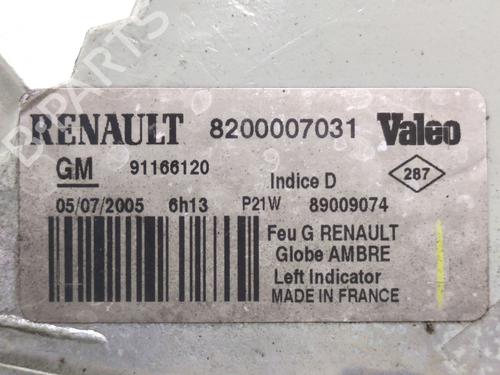 B-PARTS
RENAULT 8200007031 Valeo
GM 91166120 Indice D 287
05/07/2005 6h13 P21W 89009074
Feu G RENAULT
Globe AMBRE
Left Indicator
MADE IN FRANCE